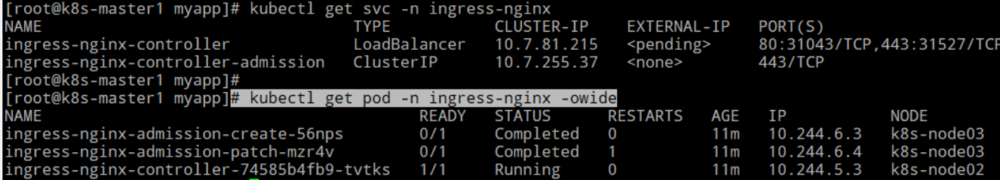 [root@k8s-master1 myapp]# kubectl get svc -n ingress-nginx
NAME TYPE CLUSTER-IP EXTERNAL-IP PORT(S)
ingress-nginx-controller LoadBalancer 10.7.81.215 <pending> 80:31043/TCP,443:31527/TCP
ingress-nginx-controller-admission ClusterIP 10.7.255.37 <none> 443/TCP
[root@k8s-master1 myapp]#
[root@k8s-master1 myapp]# kubectl get pod -n ingress-nginx -owide
NAME READY STATUS RESTARTS AGE IP NODE
ingress-nginx-admission-create-56nps 0/1 Completed 0 11m 10.244.6.3 k8s-node03
ingress-nginx-admission-patch-mzr4v 0/1 Completed 1 11m 10.244.6.4 k8s-node03
ingress-nginx-controller-74585b4fb9-tvtks 1/1 Running 0 11m 10.244.5.3 k8s-node02